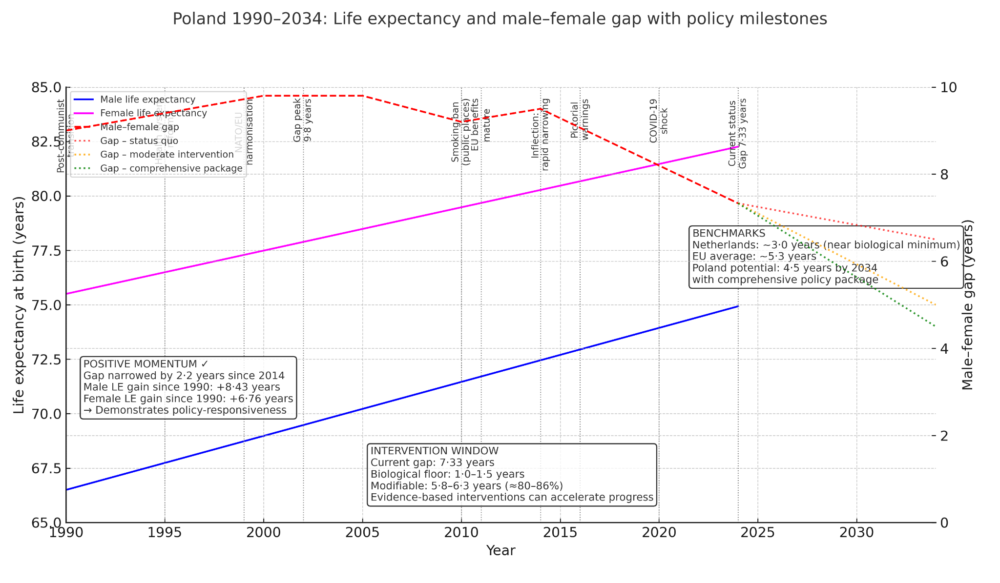 Poland 1990–2034: Life expectancy and male–female gap with policy milestones
Life expectancy at birth (years)
85.0
82.5
80.0
77.5
75.0
72.5
70.0
67.5
65.0
Male life expectancy
Female life expectancy
Male–female gap
Gap – status quo
Gap – moderate intervention
Gap – comprehensive package
Post-communist
transition
Health system
reform
NATO/EU
harmonisation
Gap peak
9·8 years
Smoking ban
(public places)
EU benefits
mature
Inflection:
rapid narrowing
Pictorial
warnings
COVID-19
shock
Current status
Gap 7·33 years
BENCHMARKS
Netherlands: ~3·0 years (near biological minimum)
EU average: ~5·3 years
Poland potential: 4·5 years by 2034
with comprehensive policy package
POSITIVE MOMENTUM ✓
Gap narrowed by 2·2 years since 2014
Male LE gain since 1990: +8·43 years
Female LE gain since 1990: +6·76 years
→ Demonstrates policy-responsiveness
INTERVENTION WINDOW
Current gap: 7·33 years
Biological floor: 1·0–1·5 years
Modifiable: 5·8–6·3 years (≈80–86%)
Evidence-based interventions can accelerate progress
10
8
6
4
2
0
Male–female gap (years)
1990
1995
2000
2005
2010
2015
2020
2025
2030
Year